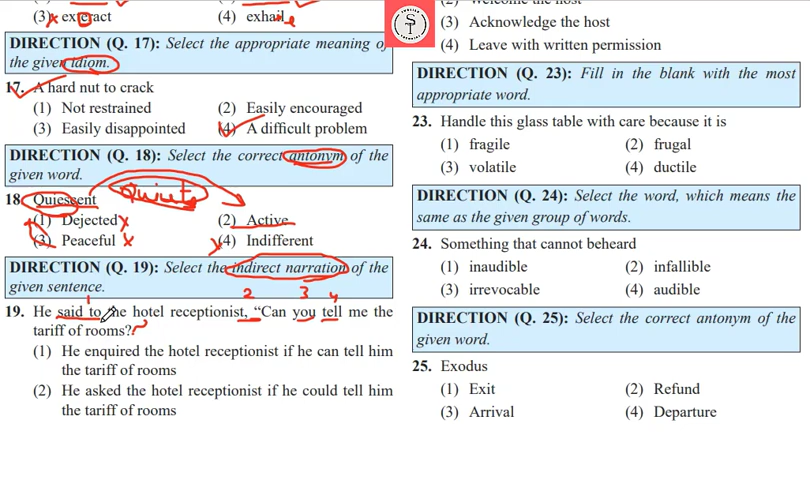 (3) extract
(4) exhail e
DIRECTION (Q. 17): Select the appropriate meaning of
the given idiom.
17. A hard nut to crack
(1) Not restrained
(2) Easily encouraged
(3) Easily disappointed
(4) A difficult problem
DIRECTION (Q. 18): Select the correct antonym of the
given word.
18. Quiescent
Quiet
(1) Dejected
(2) Active
(3) Peaceful
(4) Indifferent
DIRECTION (Q. 19): Select the indirect narration of the
given sentence.
1 2 3 4
19. He said to the hotel receptionist, “Can you tell me the
tariff of rooms?”
(1) He enquired the hotel receptionist if he can tell him
the tariff of rooms
(2) He asked the hotel receptionist if he could tell him
the tariff of rooms
(3) Acknowledge the host
(4) Leave with written permission
DIRECTION (Q. 23): Fill in the blank with the most
appropriate word.
23. Handle this glass table with care because it is
(1) fragile
(2) frugal
(3) volatile
(4) ductile
DIRECTION (Q. 24): Select the word, which means the
same as the given group of words.
24. Something that cannot beheard
(1) inaudible
(2) infallible
(3) irrevocable
(4) audible
DIRECTION (Q. 25): Select the correct antonym of the
given word.
25. Exodus
(1) Exit
(2) Refund
(3) Arrival
(4) Departure